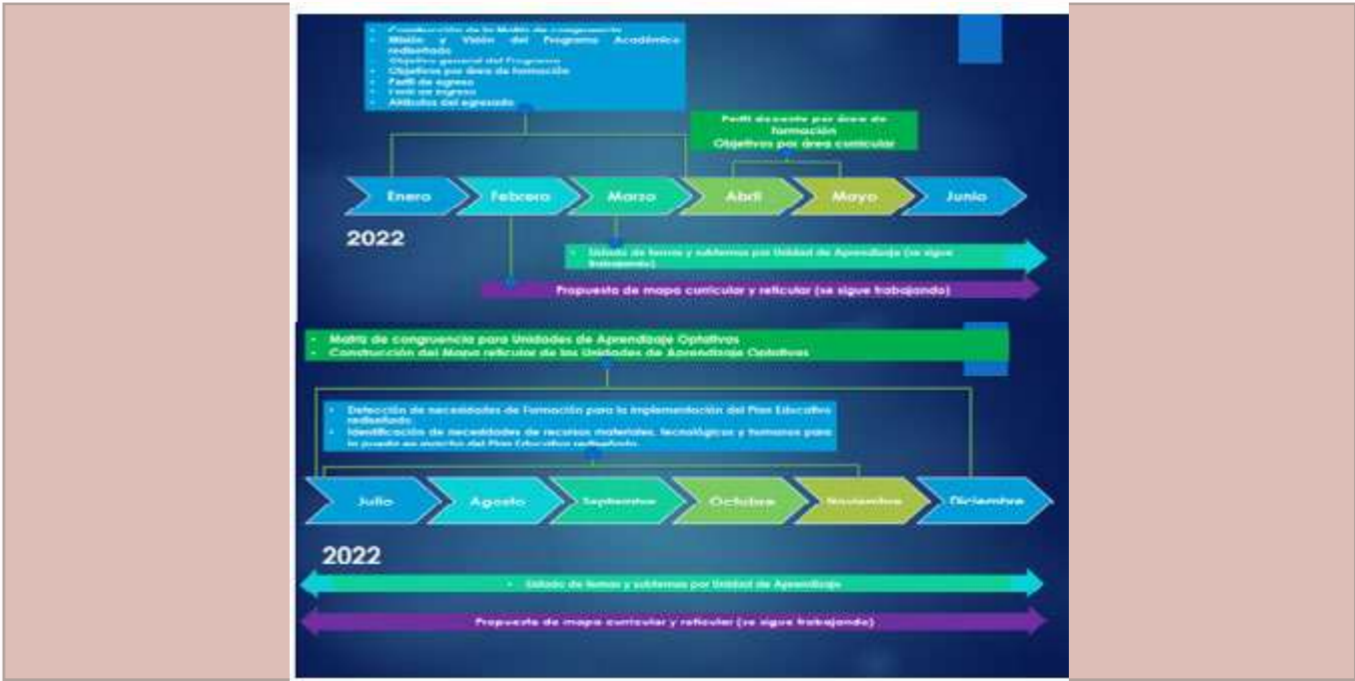 • Construcción de la Matriz de congruencia
• Misión y Visión del Programa Académico
rediseñado
• Objetivo general del Programa
• Objetivos por área de formación
• Perfil de egreso
• Perfil de ingreso
• Atributos del egresado
Perfil docente por área de
formación
Objetivos por área curricular
Enero Febrero Marzo Abril Mayo Junio
2022
• Listado de temas y subtemas por Unidad de Aprendizaje (se sigue
trabajando)
Propuesta de mapa curricular y reticular (se sigue trabajando)
• Matriz de congruencia para Unidades de Aprendizaje Optativas
• Construcción del Mapa reticular de las Unidades de Aprendizaje Optativas
• Detección de necesidades de Formación para la implementación del Plan Educativo
rediseñado
• Identificación de necesidades de recursos materiales, tecnológicos y humanos para
la puesta en marcha del Plan Educativo rediseñado
Julio Agosto Septiembre Octubre Noviembre Diciembre
2022
• Listado de temas y subtemas por Unidad de Aprendizaje
Propuesta de mapa curricular y reticular (se sigue trabajando)